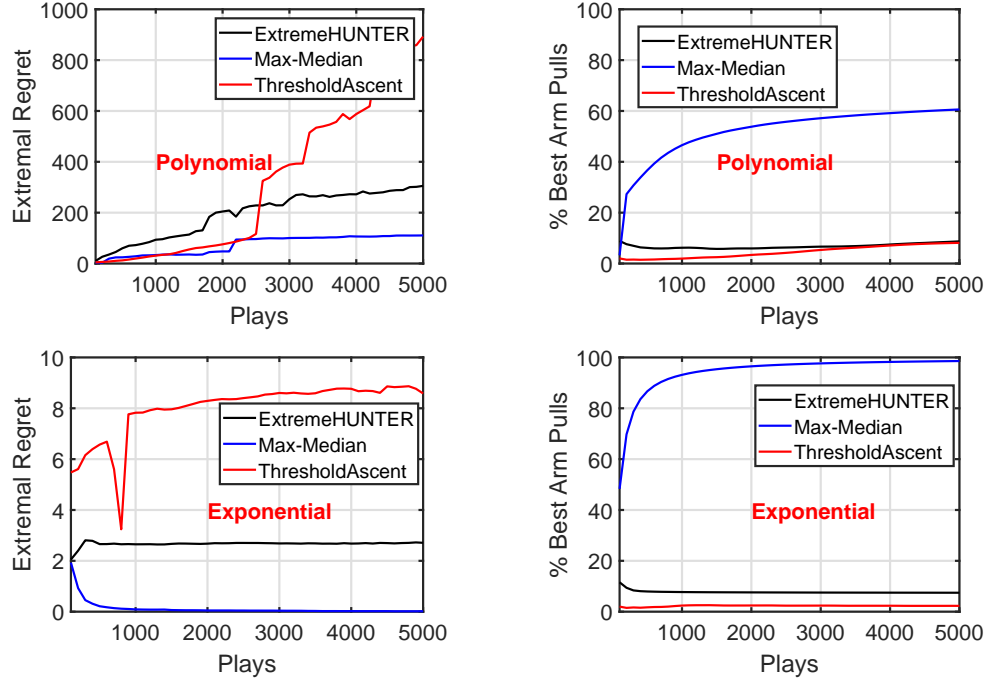 1000
800
600
400
200
0
Extremal Regret
ExtremeHUNTER
Max-Median
ThresholdAscent
Polynomial
1000 2000 3000 4000 5000
Plays
100
80
60
40
20
0
% Best Arm Pulls
ExtremeHUNTER
Max-Median
ThresholdAscent
Polynomial
1000 2000 3000 4000 5000
Plays
10
8
6
4
2
0
Extremal Regret
ExtremeHUNTER
Max-Median
ThresholdAscent
Exponential
1000 2000 3000 4000 5000
Plays
100
80
60
40
20
0
% Best Arm Pulls
ExtremeHUNTER
Max-Median
ThresholdAscent
Exponential
1000 2000 3000 4000 5000
Plays